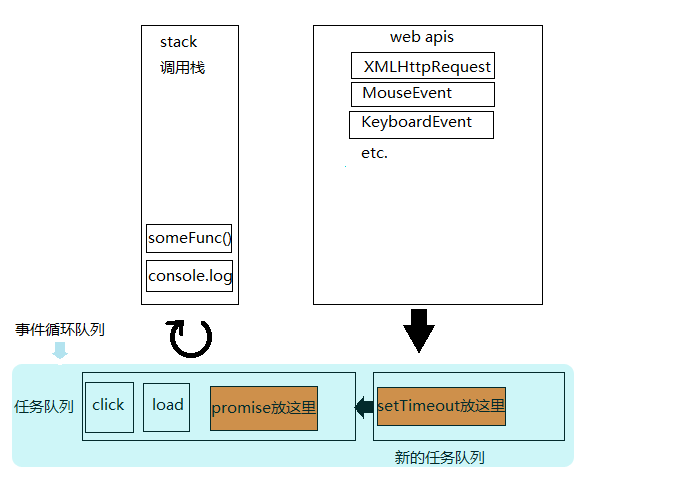 stack
调用栈
someFunc()
console.log
web apis
XMLHttpRequest
MouseEvent
KeyboardEvent
etc.
事件循环队列
任务队列
click
load
promise放这里
setTimeout放这里
新的任务队列